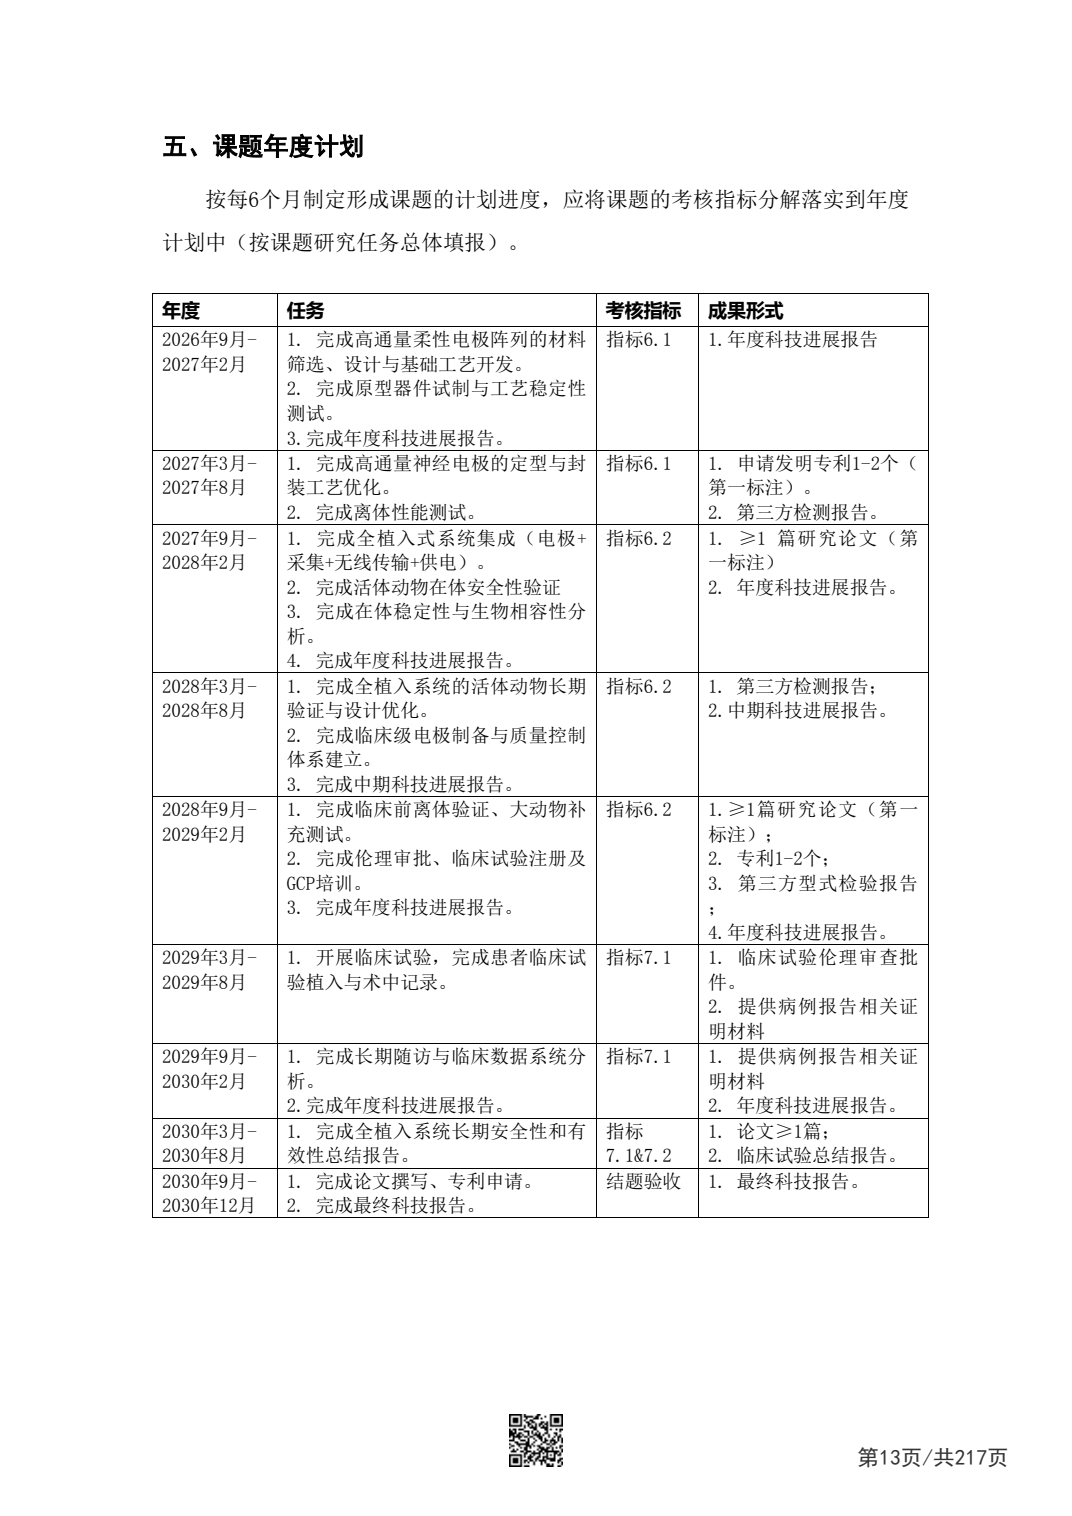 五、课题年度计划
按每6个月制定形成课题的计划进度，应将课题的考核指标分解落实到年度
计划中（按课题研究任务总体填报）。
年度 任务 考核指标 成果形式
2026年9月-
2027年2月
1. 完成高通量柔性电极阵列的材料
筛选、设计与基础工艺开发。
2. 完成原型器件试制与工艺稳定性
测试。
3.完成年度科技进展报告。
指标6.1
1.年度科技进展报告
2027年3月-
2027年8月
1. 完成高通量神经电极的定型与封
装工艺优化。
2. 完成离体性能测试。
指标6.1
1. 申请发明专利1-2个（
第一标注）。
2. 第三方检测报告。
2027年9月-
2028年2月
1. 完成全植入式系统集成（电极+
采集+无线传输+供电）。
2. 完成活体动物在体安全性验证
3. 完成在体稳定性与生物相容性分
析。
4. 完成年度科技进展报告。
指标6.2
1. ≥1 篇研究论文（第
一标注）
2. 年度科技进展报告。
2028年3月-
2028年8月
1. 完成全植入系统的活体动物长期
验证与设计优化。
2. 完成临床级电极制备与质量控制
体系建立。
3. 完成中期科技进展报告。
指标6.2
1. 第三方检测报告；
2.中期科技进展报告。
2028年9月-
2029年2月
1. 完成临床前离体验证、大动物补
充测试。
2. 完成伦理审批、临床试验注册及
GCP培训。
3. 完成年度科技进展报告。
指标6.2
1.≥1篇研究论文（第一
标注）；
2. 专利1-2个；
3. 第三方型式检验报告
；
4.年度科技进展报告。
2029年3月-
2029年8月
1. 开展临床试验，完成患者临床试
验植入与术中记录。
指标7.1
1. 临床试验伦理审查批
件。
2. 提供病例报告相关证
明材料
2029年9月-
2030年2月
1. 完成长期随访与临床数据系统分
析。
2.完成年度科技进展报告。
指标7.1
1. 提供病例报告相关证
明材料
2. 年度科技进展报告。
2030年3月-
2030年8月
1. 完成全植入系统长期安全性和有
效性总结报告。
指标
7.1&7.2
1. 论文≥1篇；
2. 临床试验总结报告。
2030年9月-
2030年12月
1. 完成论文撰写、专利申请。
2. 完成最终科技报告。
结题验收
1. 最终科技报告。
第13页/共217页